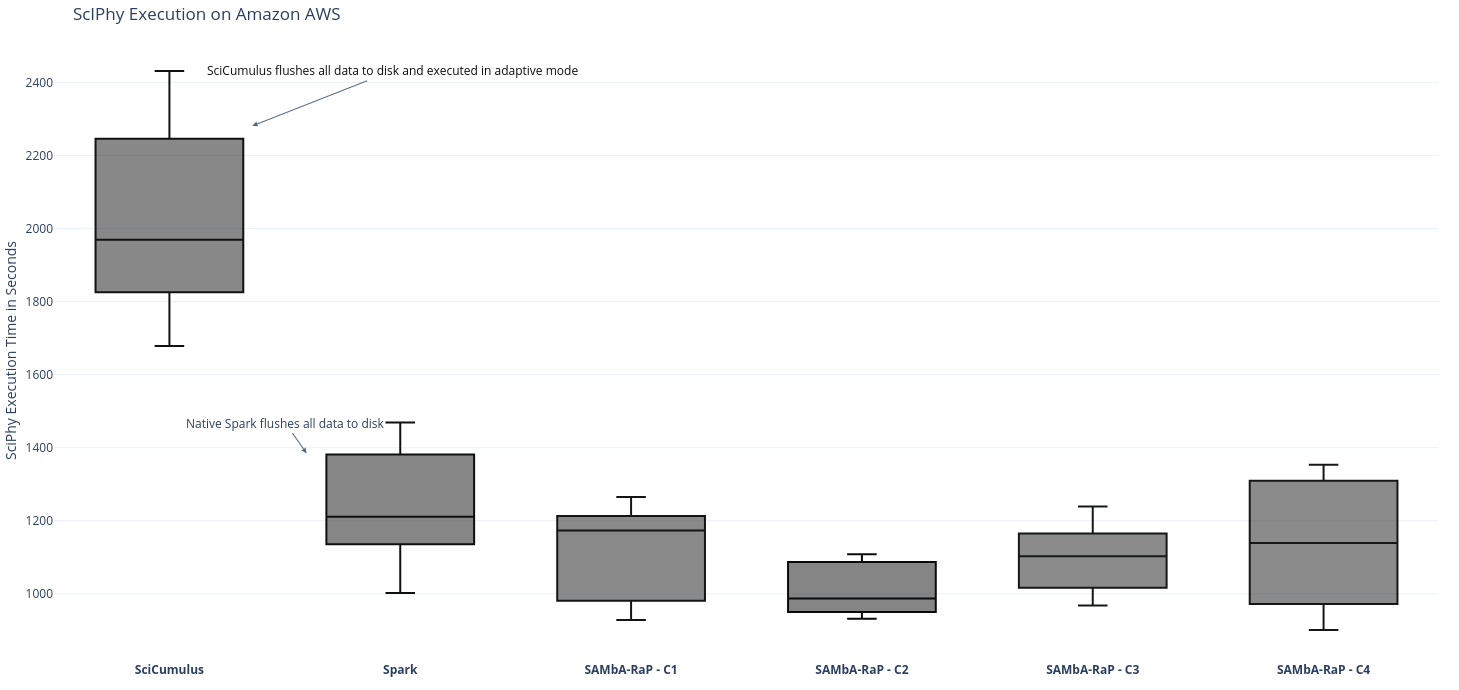 ScIPhy Execution on Amazon AWS
SciCumulus flushes all data to disk and executed in adaptive mode
Native Spark flushes all data to disk
SciPhy Execution Time in Seconds
2400
2200
2000
1800
1600
1400
1200
1000
SciCumulus
Spark
SAMbA-RaP - C1
SAMbA-RaP - C2
SAMbA-RaP - C3
SAMbA-RaP - C4